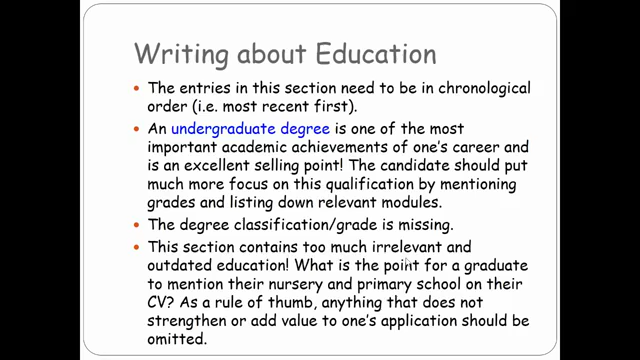 Writing about Education
The entries in this section need to be in chronological
order (i.e. most recent first).
An undergraduate degree is one of the most
important academic achievements of one's career and
is an excellent selling point! The candidate should put
much more focus on this qualification by mentioning
grades and listing down relevant modules.
The degree classification/grade is missing.
This section contains too much irrelevant and
outdated education! What is the point for a graduate
to mention their nursery and primary school on their
CV? As a rule of thumb, anything that does not
strengthen or add value to one's application should be
omitted.